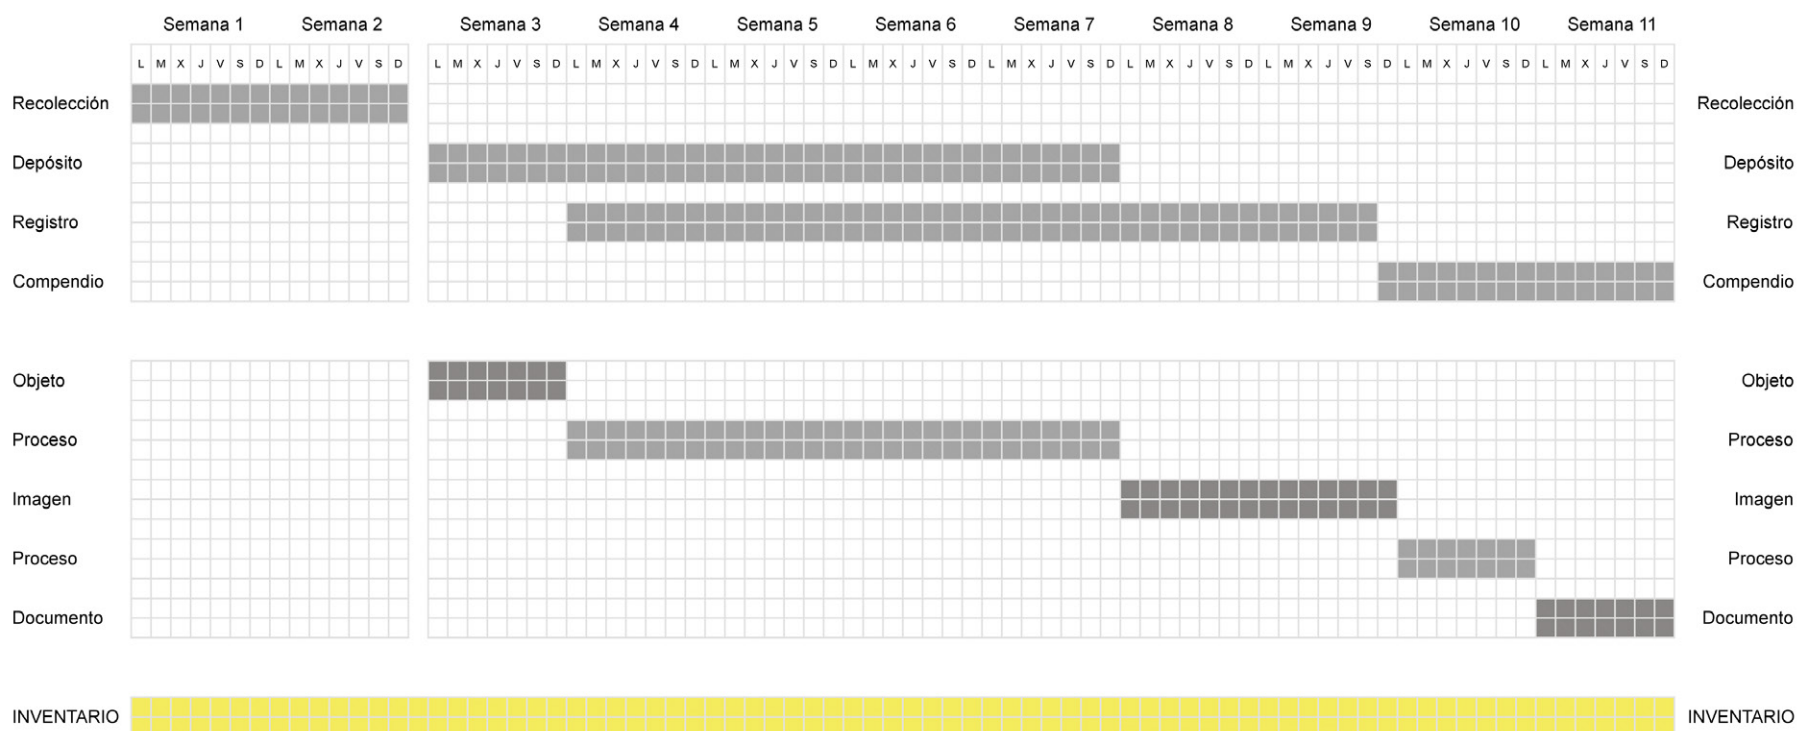 Semana 1 Semana 2 Semana 3 Semana 4 Semana 5 Semana 6 Semana 7 Semana 8 Semana 9 Semana 10 Semana 11
L M X J V S D L M X J V S D L M X J V S D L M X J V S D L M X J V S D L M X J V S D L M X J V S D L M X J V S D L M X J V S D L M X J V S D L M X J V S D
Recolección Recolección
Depósito Depósito
Registro Registro
Compendio Compendio
Objeto Objeto
Proceso Proceso
Imagen Imagen
Proceso Proceso
Documento Documento
INVENTARIO INVENTARIO